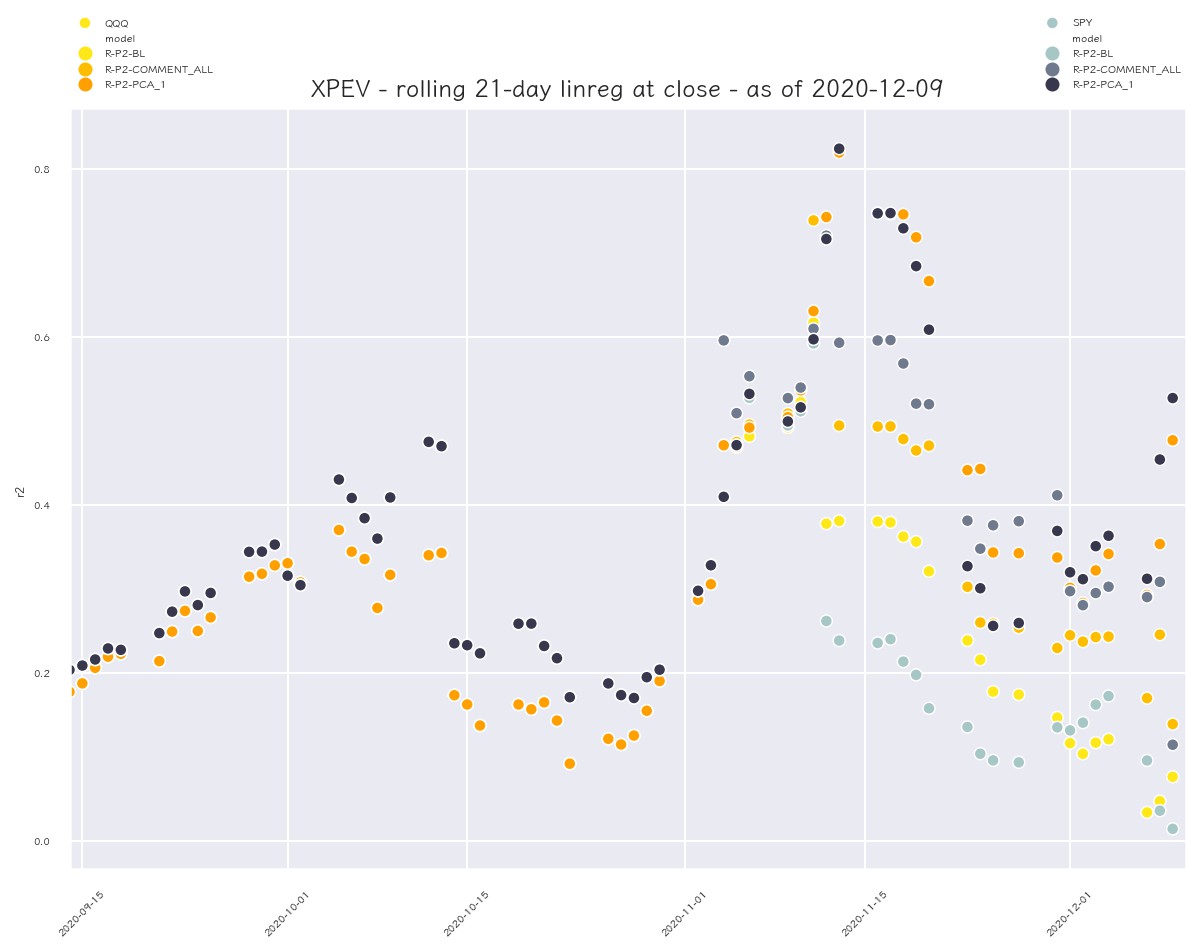 QQQ
model
R-P2-BL
R-P2-COMMENT_ALL
R-P2-PCA_1
SPY
model
R-P2-BL
R-P2-COMMENT_ALL
R-P2-PCA_1
XPEV - rolling 21-day linreg at close - as of 2020-12-09
r2
0.8
0.6
0.4
0.2
0.0
2020-09-15
2020-10-01
2020-10-15
2020-11-01
2020-11-15
2020-12-01